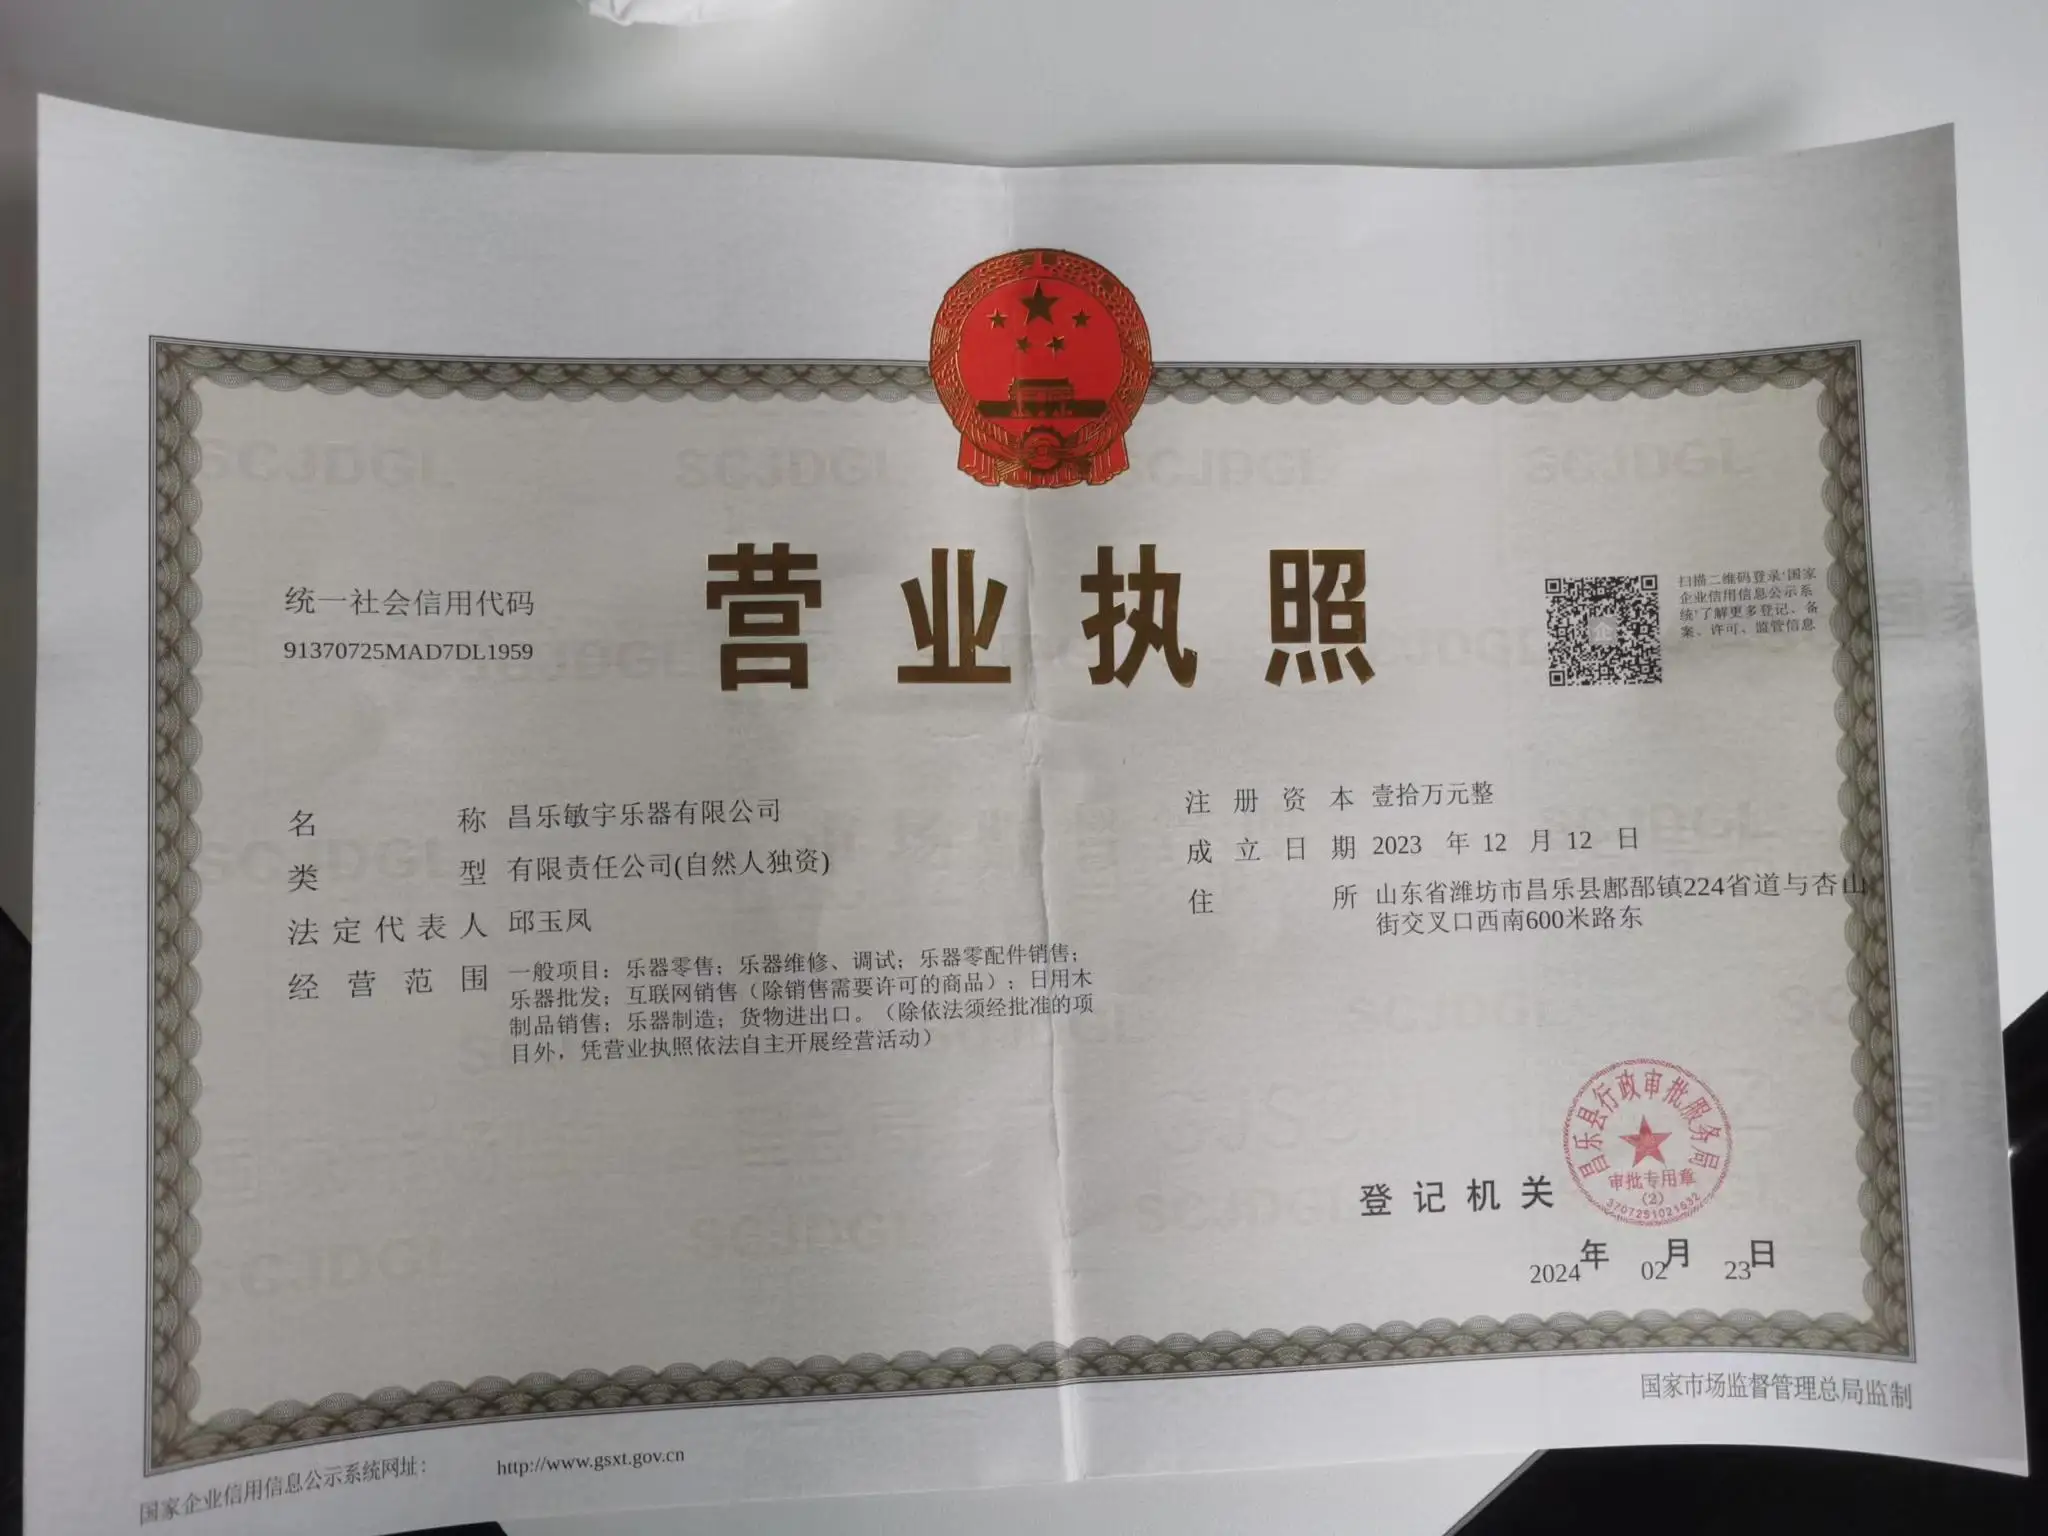 营业执照
统一社会信用代码
91370725MAD7DL1959
扫描二维码登录‘国家
企业信用信息公示系
统’了解更多登记、备
案、许可、监管信息
企
名称 昌乐敏宇乐器有限公司
类型 有限责任公司(自然人独资)
法定代表人 邱玉凤
经营范围 一般项目：乐器零售；乐器维修、调试；乐器零配件销售；
乐器批发；互联网销售（除销售需要许可的商品）；日用木
制品销售；乐器制造；货物进出口。（除依法须经批准的项
目外，凭营业执照依法自主开展经营活动）
注册资本 壹拾万元整
成立日期 2023 年 12 月 12 日
住所 山东省潍坊市昌乐县鄌郚镇224省道与杏山
街交叉口西南600米路东
登记机关
昌乐县行政审批服务局
审批专用章
(2)
3707251021632
2024年 02月 23日
国家企业信用信息公示系统网址： http://www.gsxt.gov.cn
国家市场监督管理总局监制
SCJDGL